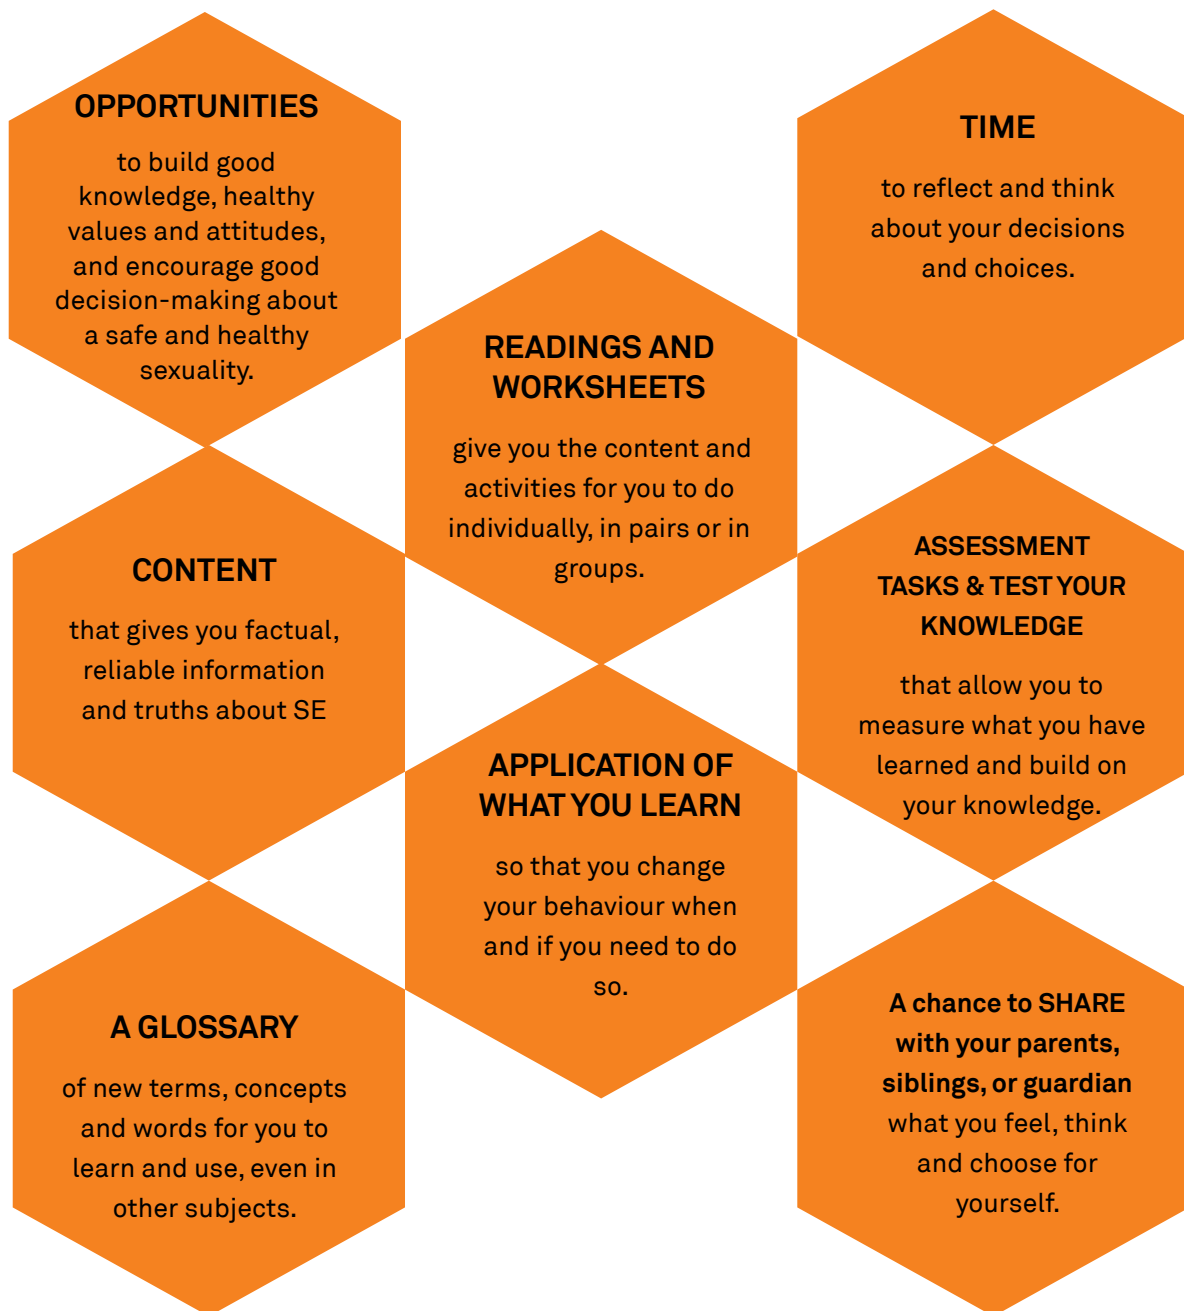 OPPORTUNITIES
to build good
knowledge, healthy
values and attitudes,
and encourage good
decision-making about
a safe and healthy
sexuality.
TIME
to reflect and think
about your decisions
and choices.
READINGS AND
WORKSHEETS
give you the content and
activities for you to do
individually, in pairs or in
groups.
CONTENT
that gives you factual,
reliable information
and truths about SE
ASSESSMENT
TASKS & TEST YOUR
KNOWLEDGE
that allow you to
measure what you have
learned and build on
your knowledge.
APPLICATION OF
WHAT YOU LEARN
so that you change
your behaviour when
and if you need to do
so.
A GLOSSARY
of new terms, concepts
and words for you to
learn and use, even in
other subjects.
A chance to SHARE
with your parents,
siblings, or guardian
what you feel, think
and choose for
yourself.